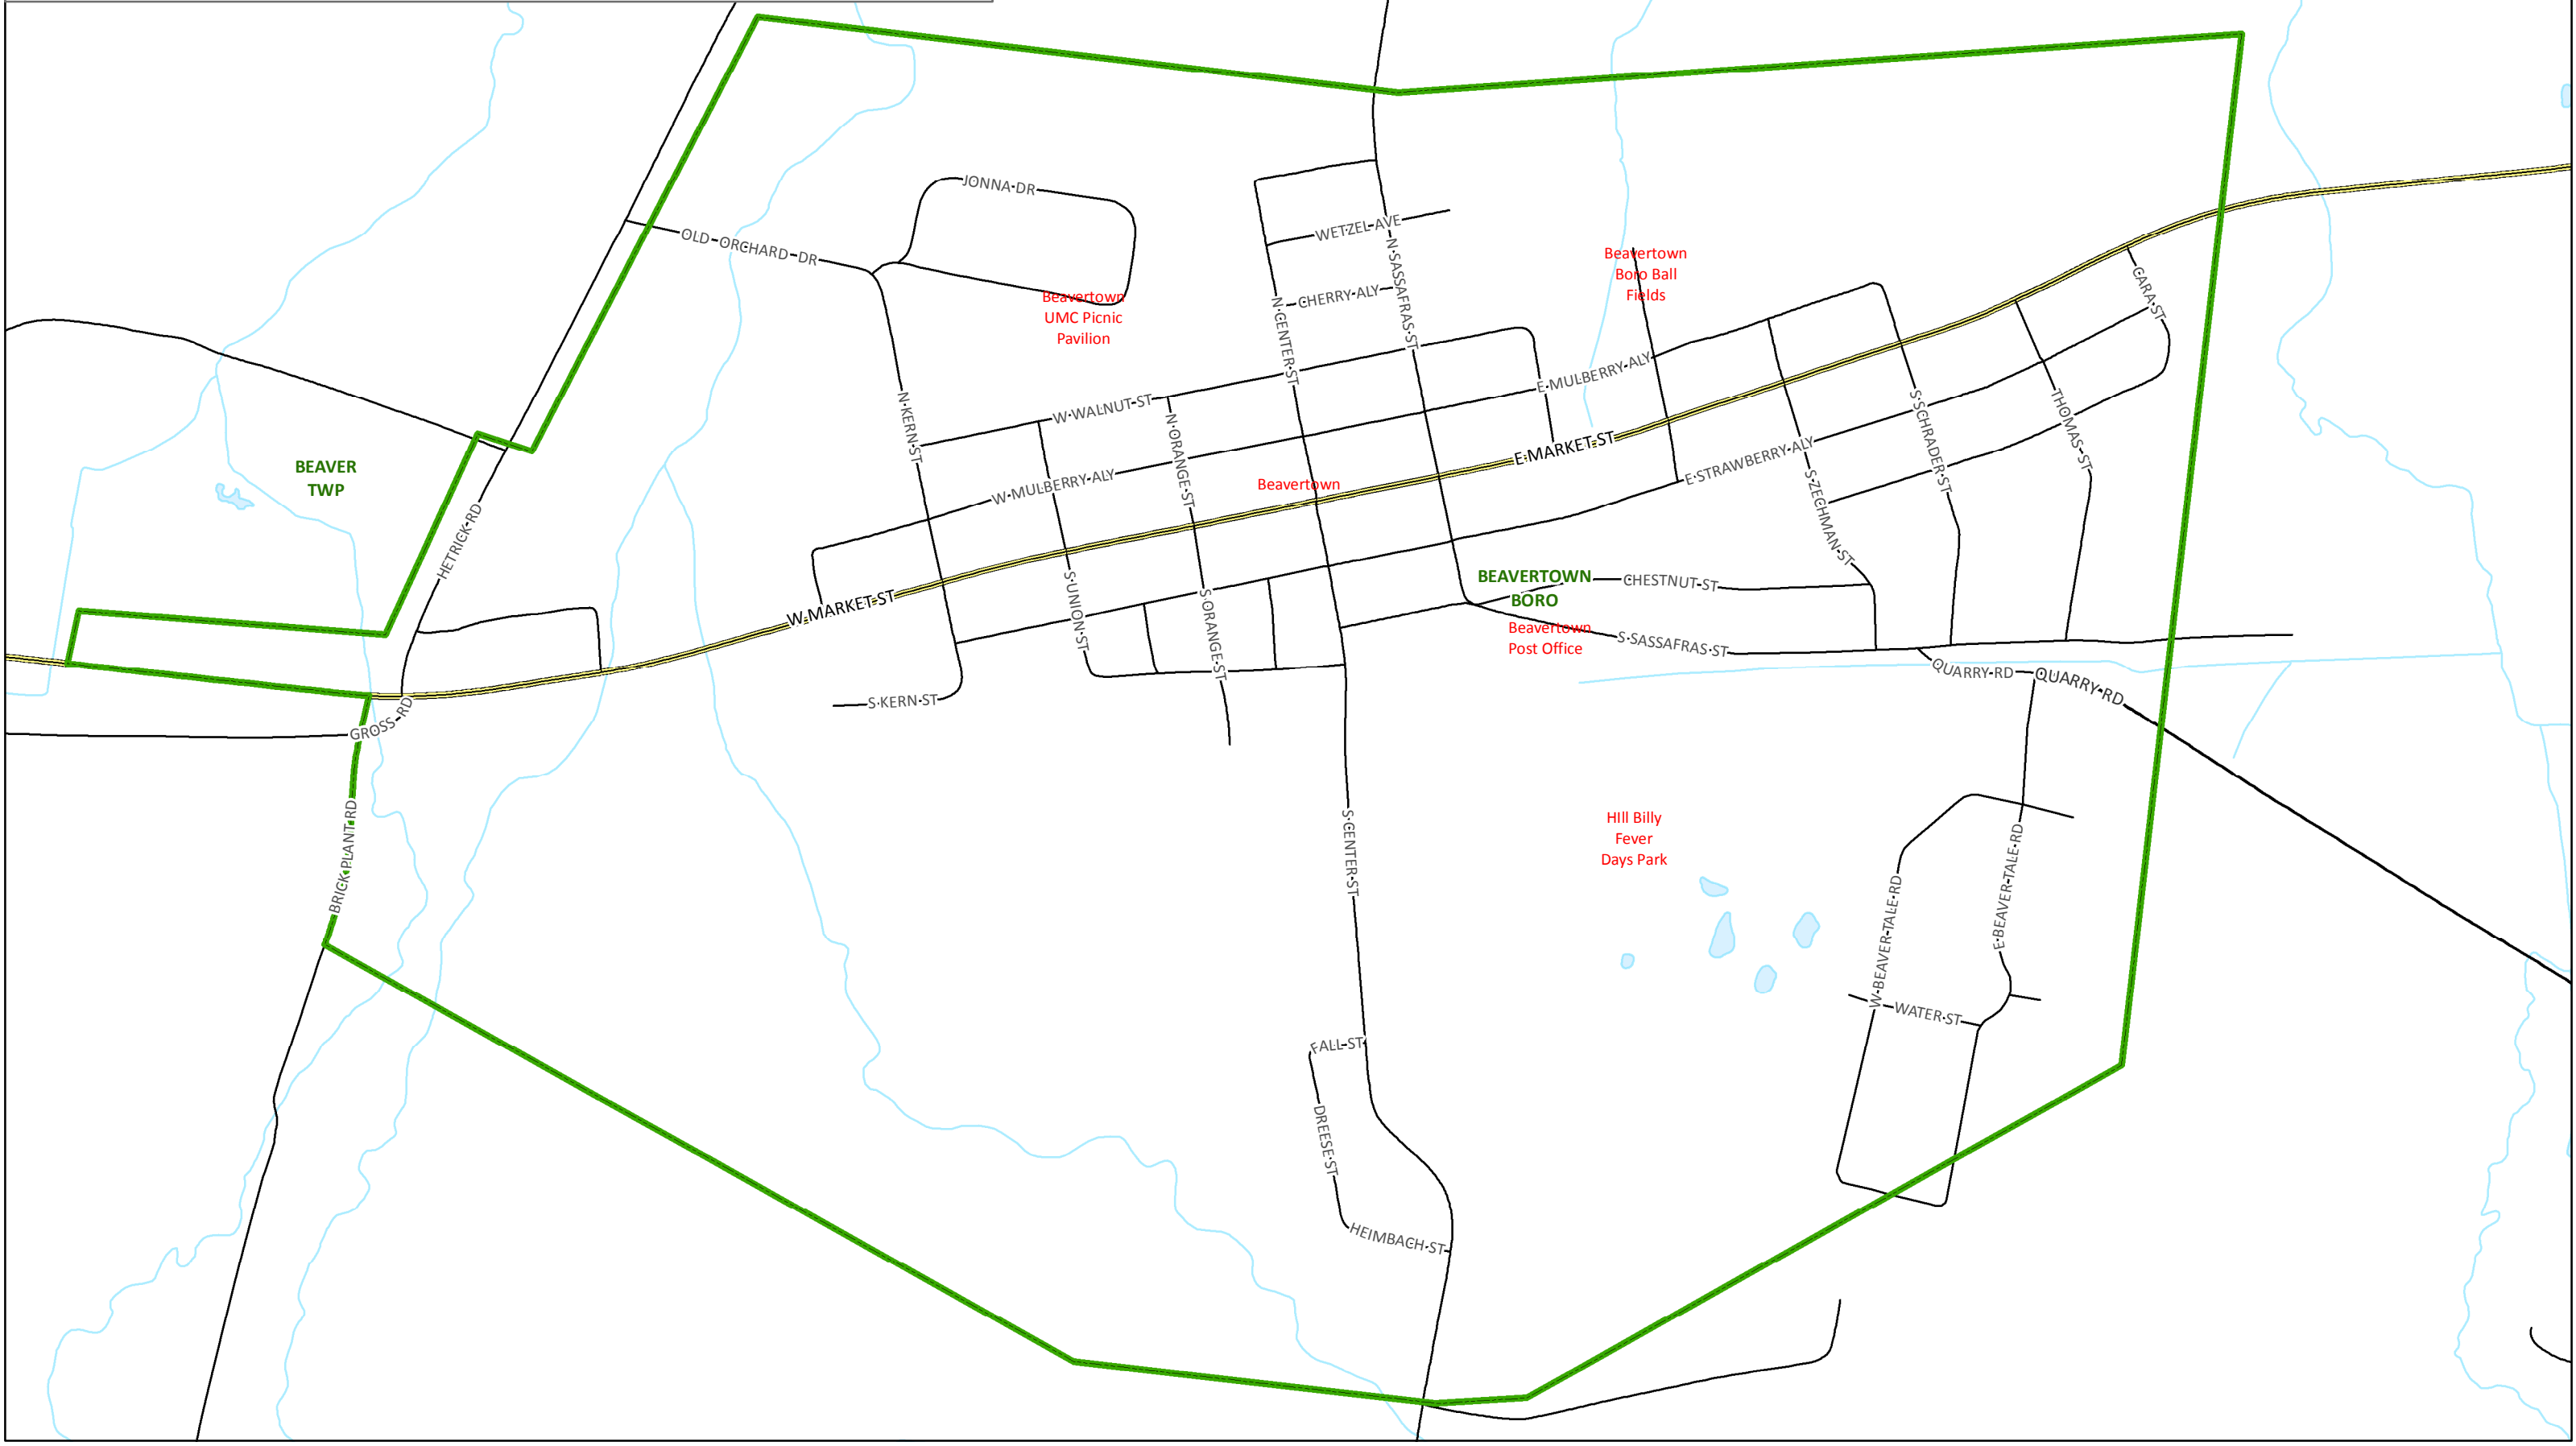 JONNA DR
OLD ORCHARD DR
WETZEL AVE
N SASSAFRAS ST
Beavertown
Boro Ball
Fields
CARA ST
CHERRY ALY
Beavertown
UMC Picnic
Pavilion
N CENTER ST
E MULBERRY ALY
W WALNUT ST
N KERN ST
N ORANGE ST
S SCHRADER ST
THOMAS ST
E MARKET ST
E STRAWBERRY ALY
BEAVER
TWP
W MULBERRY ALY
Beavertown
S ZECHMAN ST
HETRICK RD
BEAVERTOWN
BORO
CHESTNUT ST
W MARKET ST
S UNION ST
S ORANGE ST
Beavertown
Post Office
S SASSAFRAS ST
QUARRY RD
QUARRY RD
S KERN ST
GROSS RD
BRICK PLANT RD
S CENTER ST
HIll Billy
Fever
Days Park
E BEAVER TALE RD
W BEAVER TALE RD
WATER ST
FALL ST
DREESE ST
HEIMBACH ST